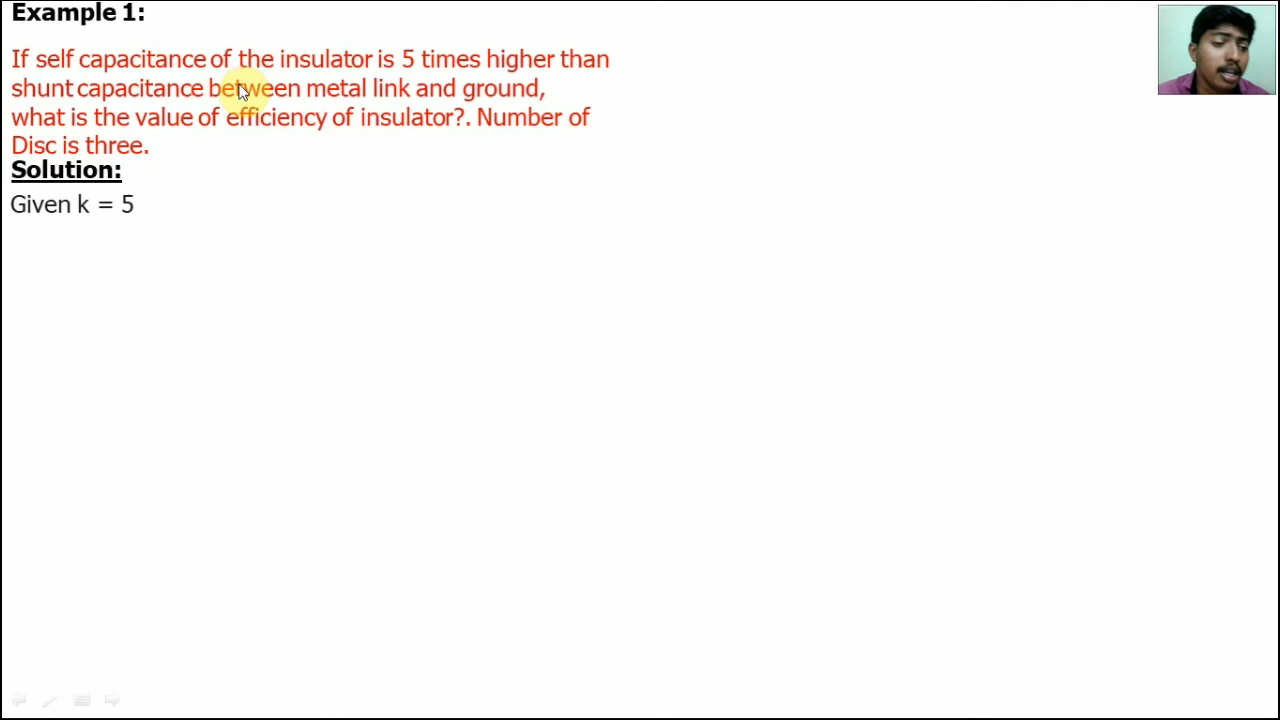 Example 1:
If self capacitance of the insulator is 5 times higher than
shunt capacitance between metal link and ground,
what is the value of efficiency of insulator?. Number of
Disc is three.
Solution:
Given k = 5